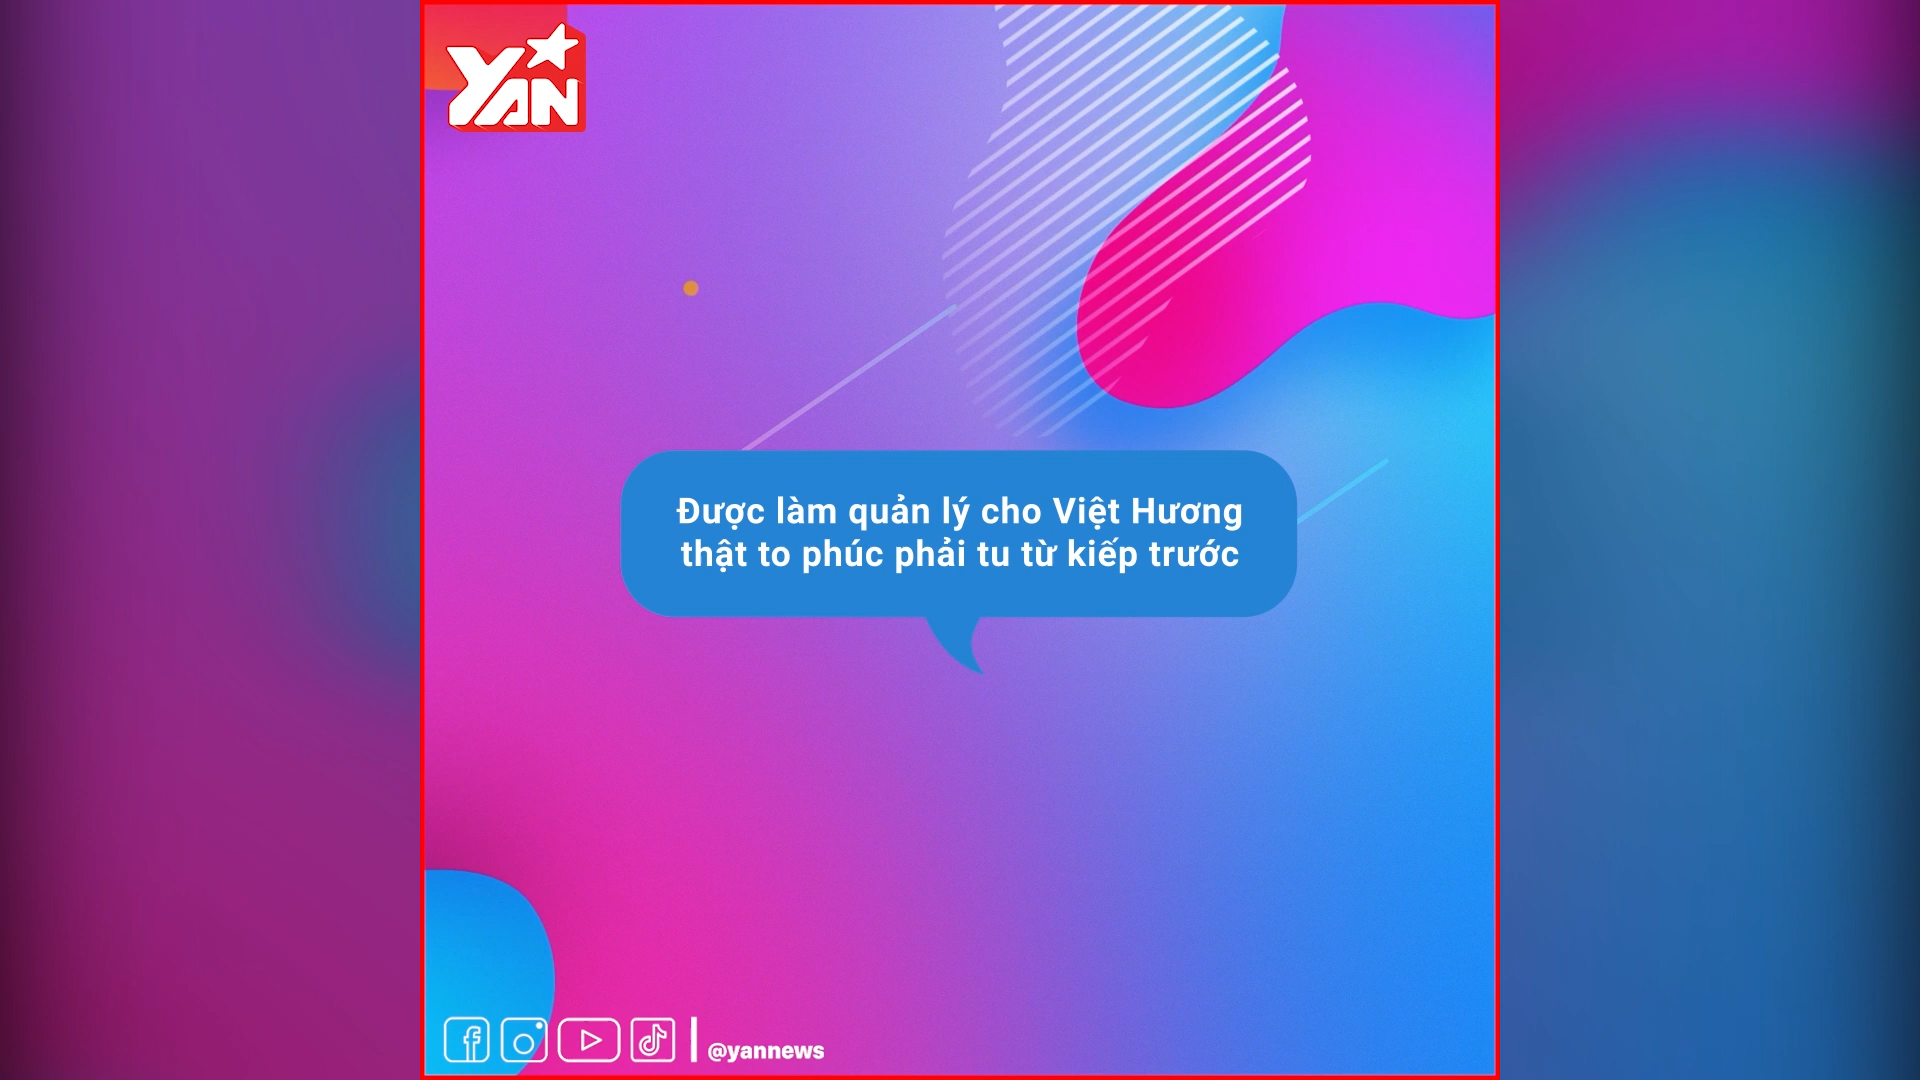 YAN
Được làm quản lý cho Việt Hương
thật to phúc phải tu từ kiếp trước
@yannews